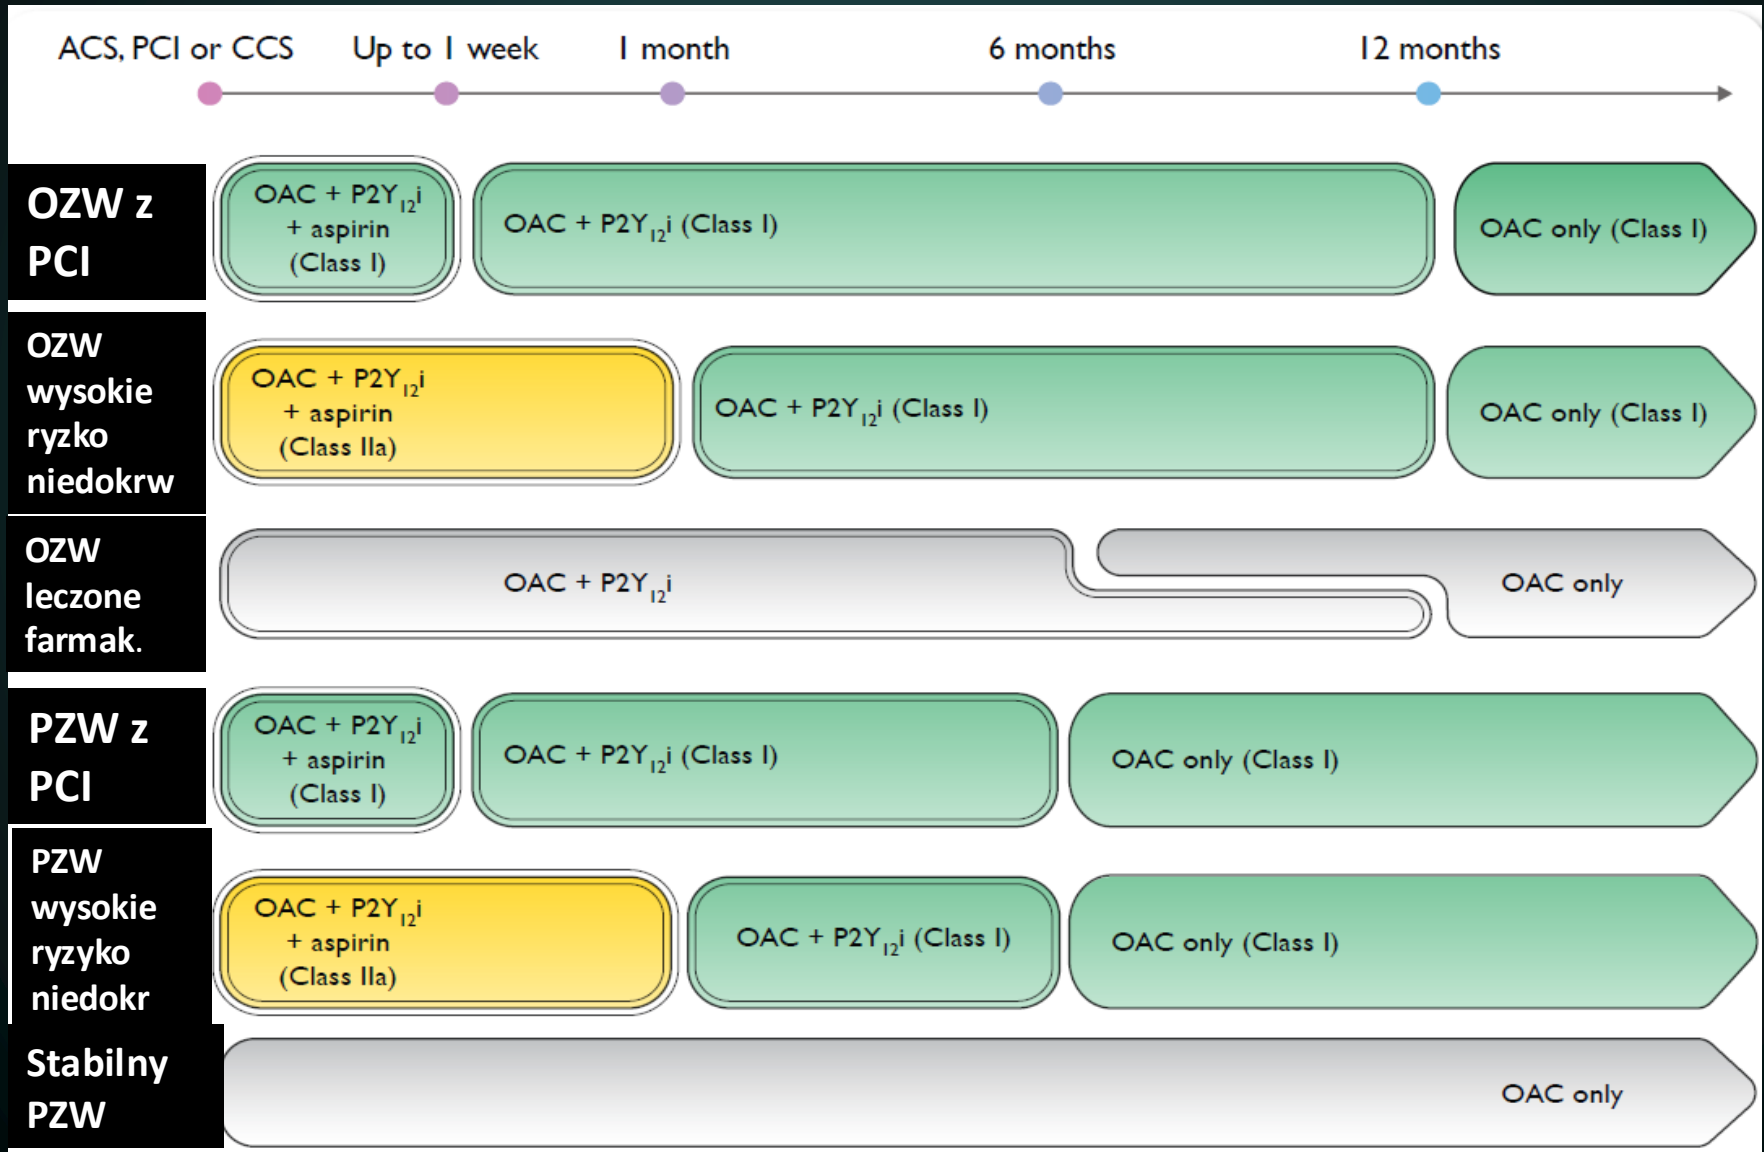 ACS, PCI or CCS Up to 1 week 1 month 6 months 12 months
OZW z
PCI
OAC + P2Y12i
+ aspirin
(Class I)
OAC + P2Y12i (Class I)
OAC only (Class I)
OZW
wysokie
ryzko
niedokrw
OAC + P2Y12i
+ aspirin
(Class IIa)
OAC + P2Y12i (Class I)
OAC only (Class I)
OZW
leczone
farmak.
OAC + P2Y12i
OAC only
PZW z
PCI
OAC + P2Y12i
+ aspirin
(Class I)
OAC + P2Y12i (Class I)
OAC only (Class I)
PZW
wysokie
ryzyko
niedokr
OAC + P2Y12i
+ aspirin
(Class IIa)
OAC + P2Y12i (Class I)
OAC only (Class I)
Stabilny
PZW
OAC only